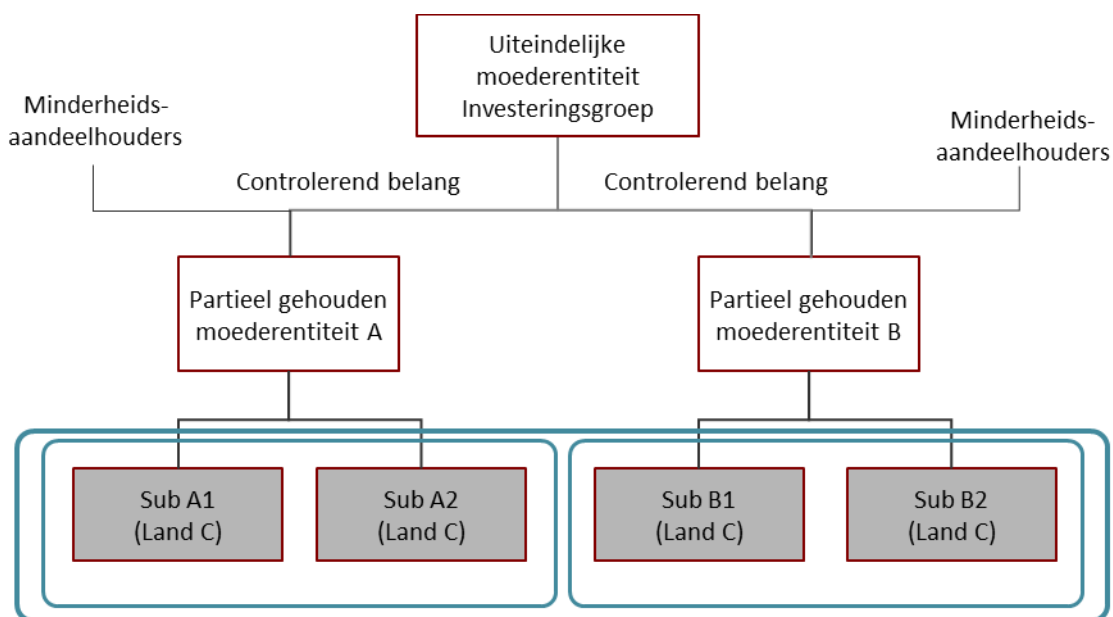 Uiteindelijke
moederentiteit
Investeringsgroep
Minderheids-
aandeelhouders
Minderheids-
aandeelhouders
Controlerend belang
Controlerend belang
Partieel gehouden
moederentiteit A
Partieel gehouden
moederentiteit B
Sub A1
(Land C)
Sub A2
(Land C)
Sub B1
(Land C)
Sub B2
(Land C)